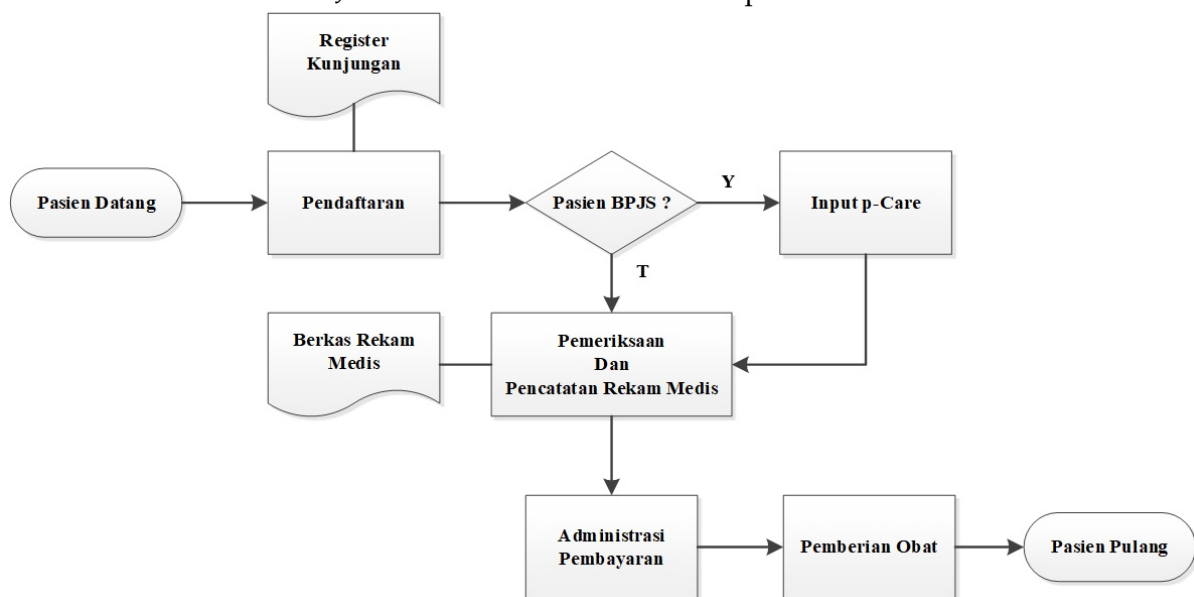 Register
Kunjungan
Pasien Datang
Pendaftaran
Pasien BPJS ?
Y
Input p-Care
T
Berkas Rekam
Medis
Pemeriksaan
Dan
Pencatatan Rekam Medis
Administrasi
Pembayaran
Pemberian Obat
Pasien Pulang